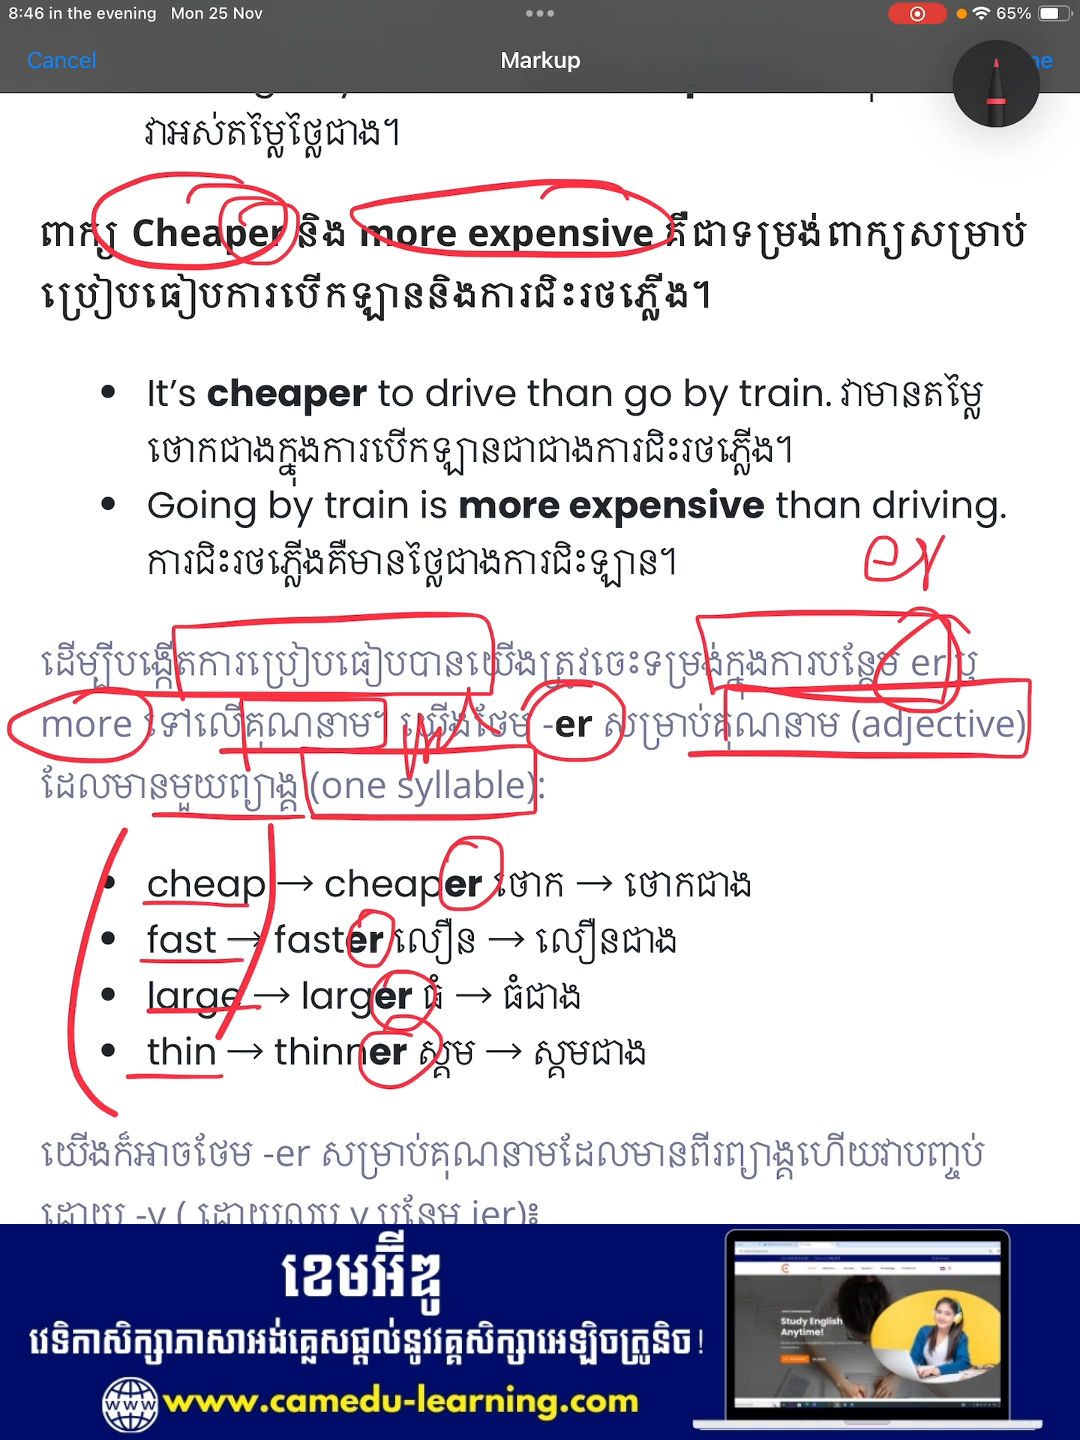 8:46 in the evening Mon 25 Nov
65%
Cancel
Markup
វាអស់តម្លៃថ្លៃជាង។
ពាក្យ Cheaper និង more expensive គឺជាទម្រង់ពាក្យសម្រាប់
ប្រៀបធៀបការបើកឡាននិងការជិះរថភ្លើង។
• It’s cheaper to drive than go by train. វាមានតម្លៃ
ថោកជាងក្នុងការបើកឡានជាជាងការជិះរថភ្លើង។
• Going by train is more expensive than driving.
ការជិះរថភ្លើងគឺមានថ្លៃជាងការជិះឡាន។
er
ដើម្បីបង្កើតការប្រៀបធៀបបានយើងត្រូវចេះទម្រង់ក្នុងការបន្ថែម er ឬ
more ទៅលើគុណនាម។ យើងថែម -er សម្រាប់គុណនាម (adjective)
ដែលមានមួយព្យាង្គ (one syllable):
• cheap → cheaper ថោក → ថោកជាង
• fast → faster លឿន → លឿនជាង
• large → larger ធំ → ធំជាង
• thin → thinner ស្គម → ស្គមជាង
យើងក៏អាចថែម -er សម្រាប់គុណនាមដែលមានពីរព្យាង្គហើយវាបញ្ចប់
ដោយ -y ( ដោយលុប y បន្ថែម ier)៖
ខេមអ៊ីឌូ
វេទិកាសិក្សាភាសាអង់គ្លេសផ្តល់នូវវគ្គសិក្សាអេឡិចត្រូនិច!
www.camedu-learning.com
Study English
Anytime!